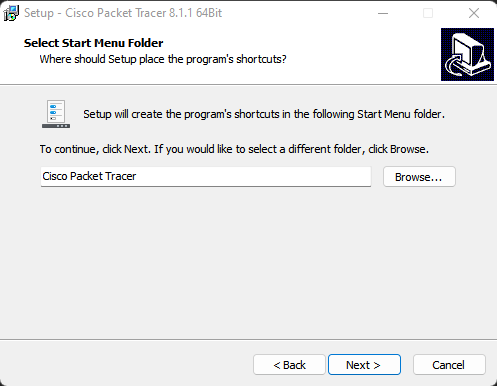 Setup - Cisco Packet Tracer 8.1.1 64Bit
Select Start Menu Folder
Where should Setup place the program's shortcuts?
Setup will create the program's shortcuts in the following Start Menu folder.
To continue, click Next. If you would like to select a different folder, click Browse.
Cisco Packet Tracer
Browse...
< Back
Next >
Cancel